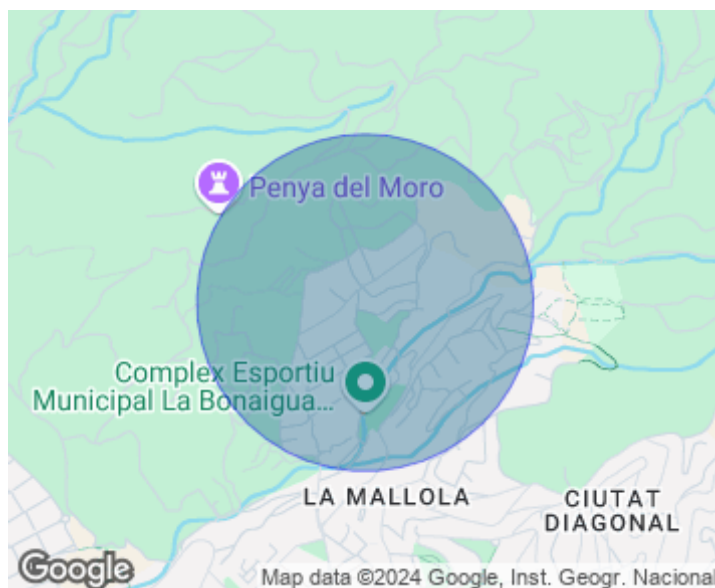 Penya del Moro
Complex Esportiu
Municipal La Bonaigua...
LA MALLOLA
CIUTAT
DIAGONAL
Google
Map data ©2024 Google, Inst. Geogr. Nacional